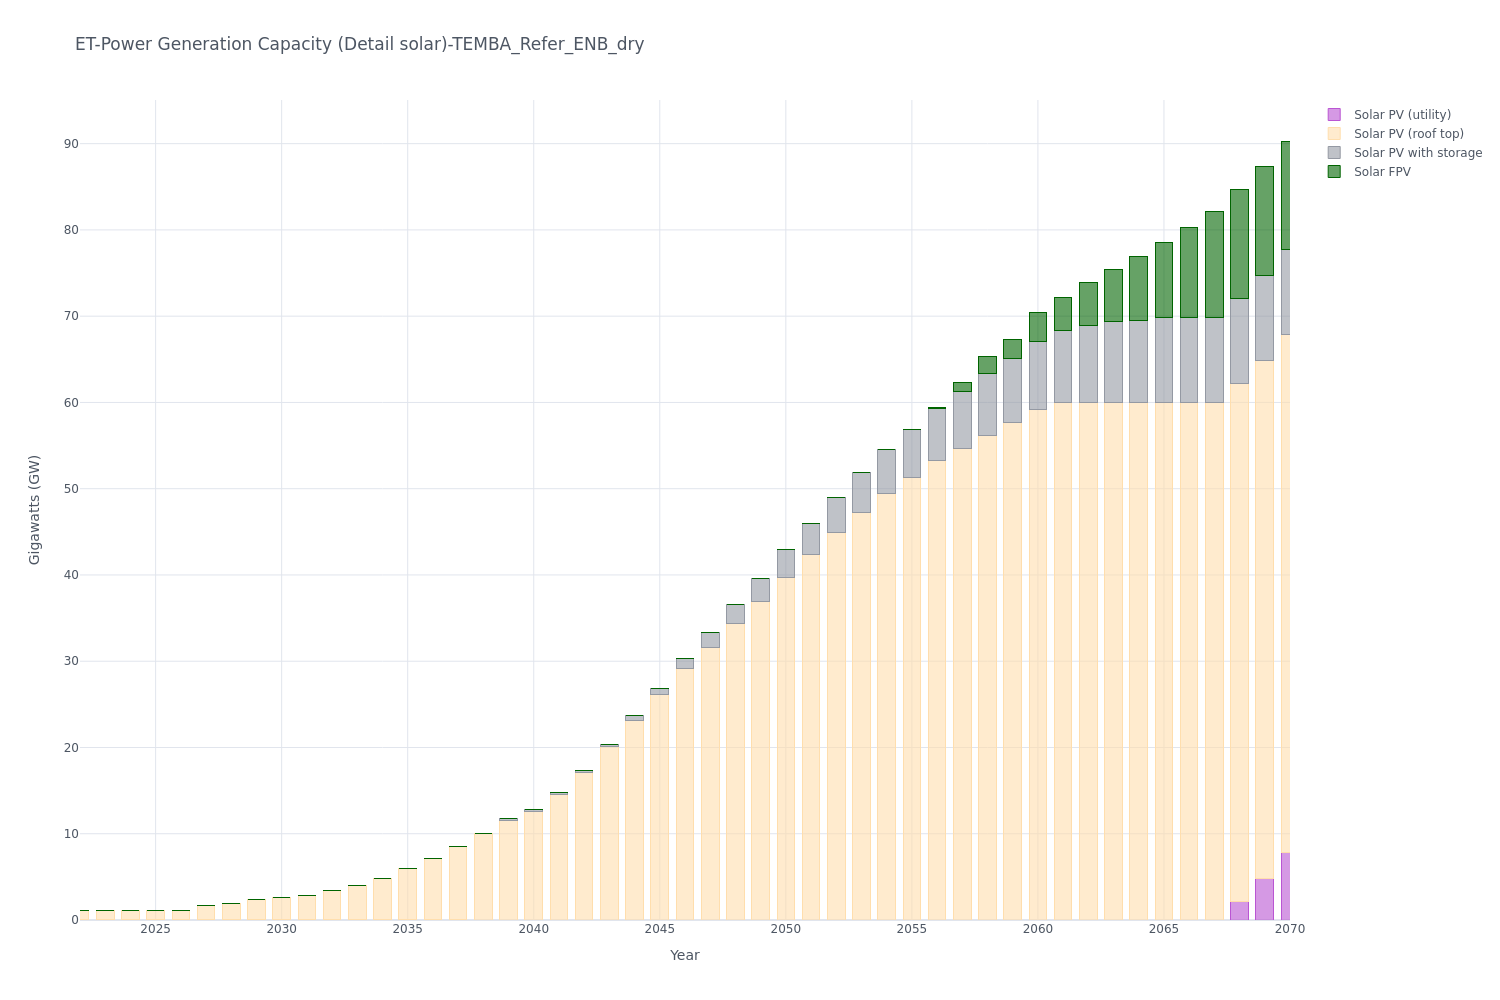 ET-Power Generation Capacity (Detail solar)-TEMBA_Refer_ENB_dry
Solar PV (utility)
Solar PV (roof top)
Solar PV with storage
Solar FPV
90
80
70
60
50
40
30
20
10
0
Gigawatts (GW)
2025
2030
2035
2040
2045
2050
2055
2060
2065
2070
Year